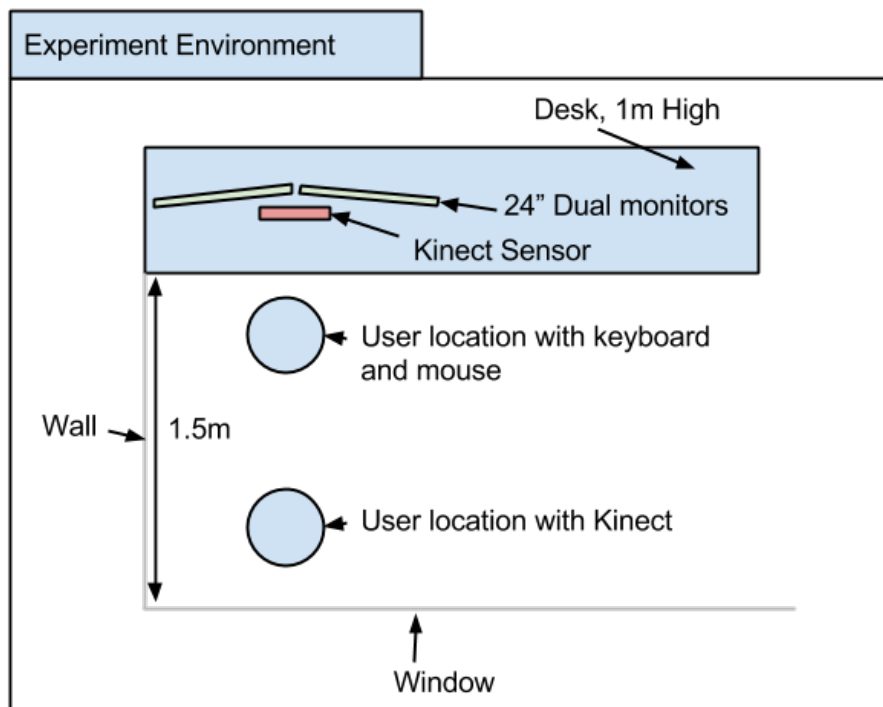 Experiment Environment
Desk, 1m High
24” Dual monitors
Kinect Sensor
User location with keyboard
and mouse
Wall
1.5m
User location with Kinect
Window